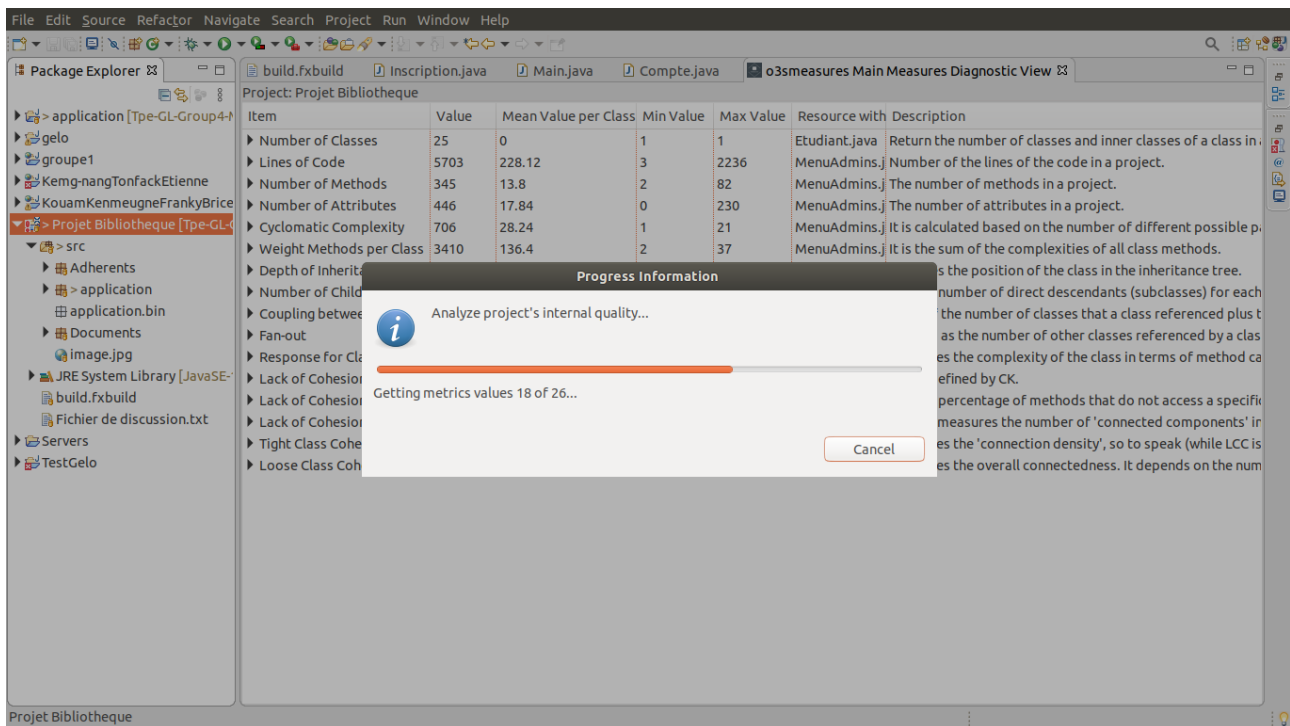 File Edit Source Refactor Navigate Search Project Run Window Help
Package Explorer
build.fxbuild Inscription.java Main.java Compte.java o3smeasures Main Measures Diagnostic View
Project: Projet Bibliotheque
Item Value Mean Value per Class Min Value Max Value Resource with Description
Number of Classes 25 0 1 1 Etudiant.java Return the number of classes and inner classes of a class in
Lines of Code 5703 228.12 3 2236 MenuAdmins.j Number of the lines of the code in a project.
Number of Methods 345 13.8 2 82 MenuAdmins.j The number of methods in a project.
Number of Attributes 446 17.84 0 230 MenuAdmins.j The number of attributes in a project.
Cyclomatic Complexity 706 28.24 1 21 MenuAdmins.j It is calculated based on the number of different possible p
Weight Methods per Class 3410 136.4 2 37 MenuAdmins.j It is the sum of the complexities of all class methods.
Depth of Inherit s the position of the class in the inheritance tree.
Number of Child number of direct descendants (subclasses) for each
Coupling betwee the number of classes that a class referenced plus t
Fan-out as the number of other classes referenced by a clas
Response for Cla es the complexity of the class in terms of method ca
Lack of Cohesion efined by CK.
Lack of Cohesion percentage of methods that do not access a specifi
Lack of Cohesion measures the number of 'connected components' in
Tight Class Cohe es the 'connection density', so to speak (while LCC is
Loose Class Coh es the overall connectedness. It depends on the num
> application [Tpe-GL-Group4-
gelo
groupe1
Kemg-nangTonfackEtienne
KouamKenmeugneFrankyBrice
> Projet Bibliotheque [Tpe-GL-
> src
Adherents
> application
application.bin
Documents
image.jpg
JRE System Library [JavaSE-
build.fxbuild
Fichier de discussion.txt
Servers
TestGelo
Progress Information
Analyze project's internal quality...
Getting metrics values 18 of 26...
Cancel
Projet Bibliotheque